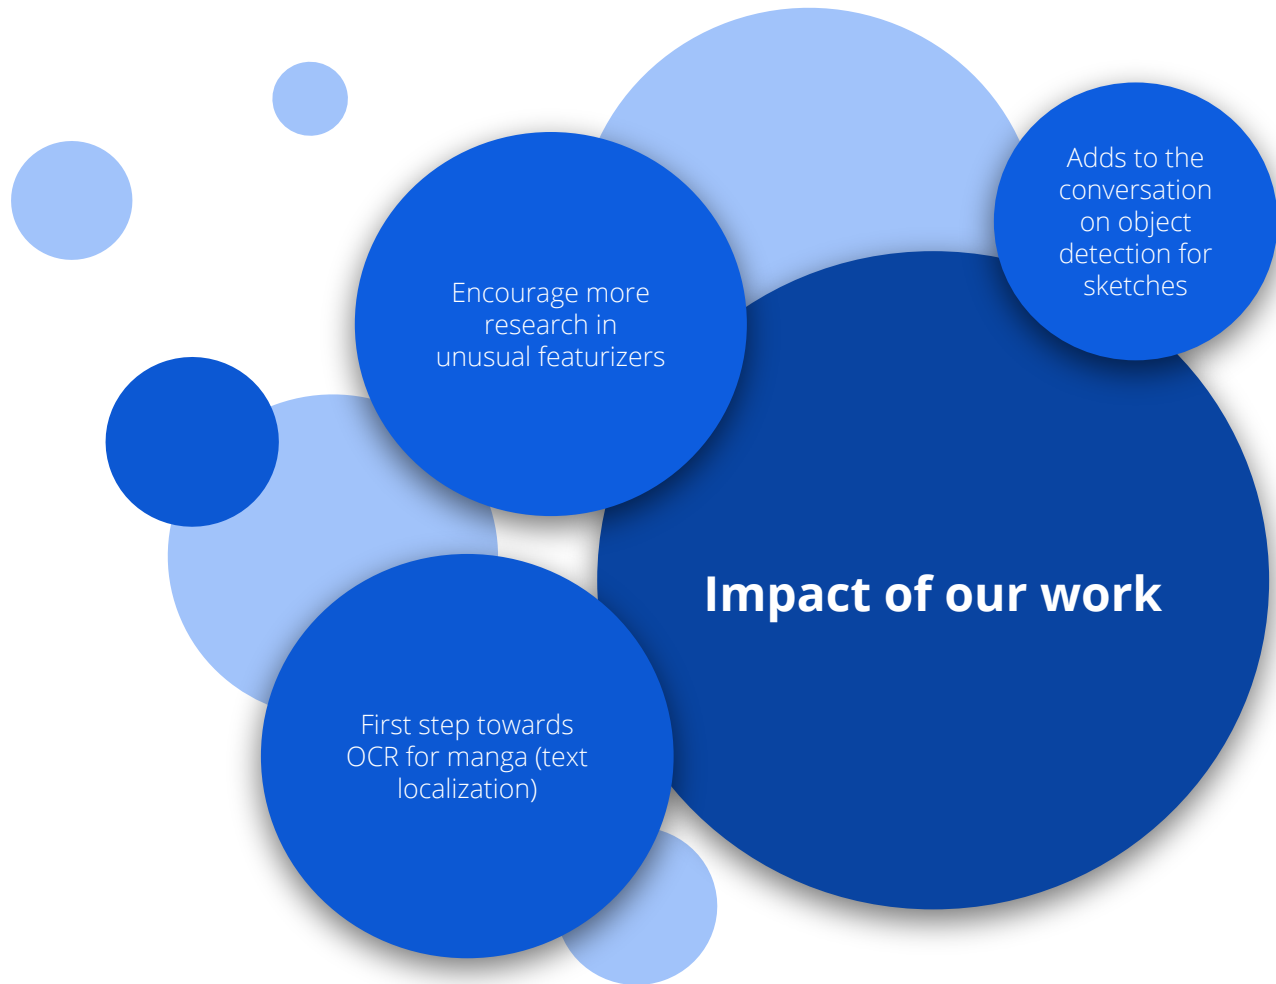 Adds to the
conversation
on object
detection for
sketches
Encourage more
research in
unusual featurizers
Impact of our work
First step towards
OCR for manga (text
localization)